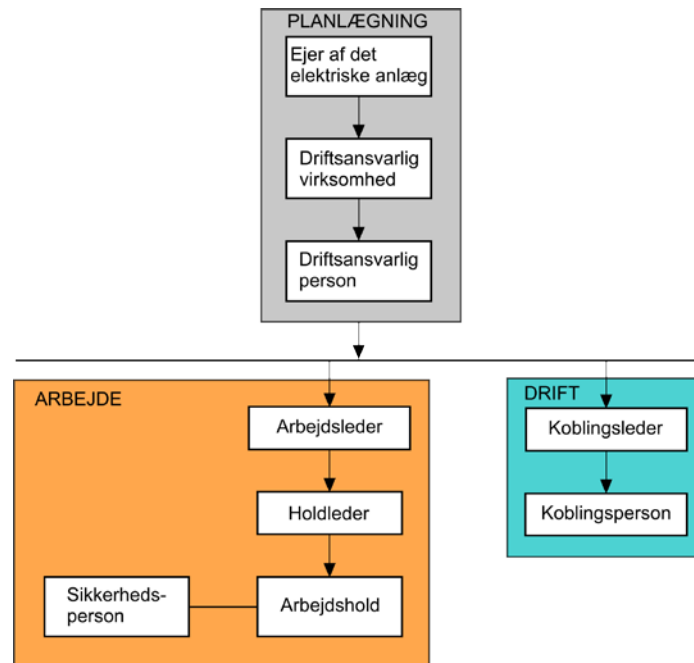 PLANLÆGNING
Ejer af det
elektriske anlæg
Driftsansvarlig
virksomhed
Driftsansvarlig
person
ARBEJDE
Arbejdsleder
Holdleder
Sikkerheds-
person
Arbejdshold
DRIFT
Koblingsleder
Koblingsperson